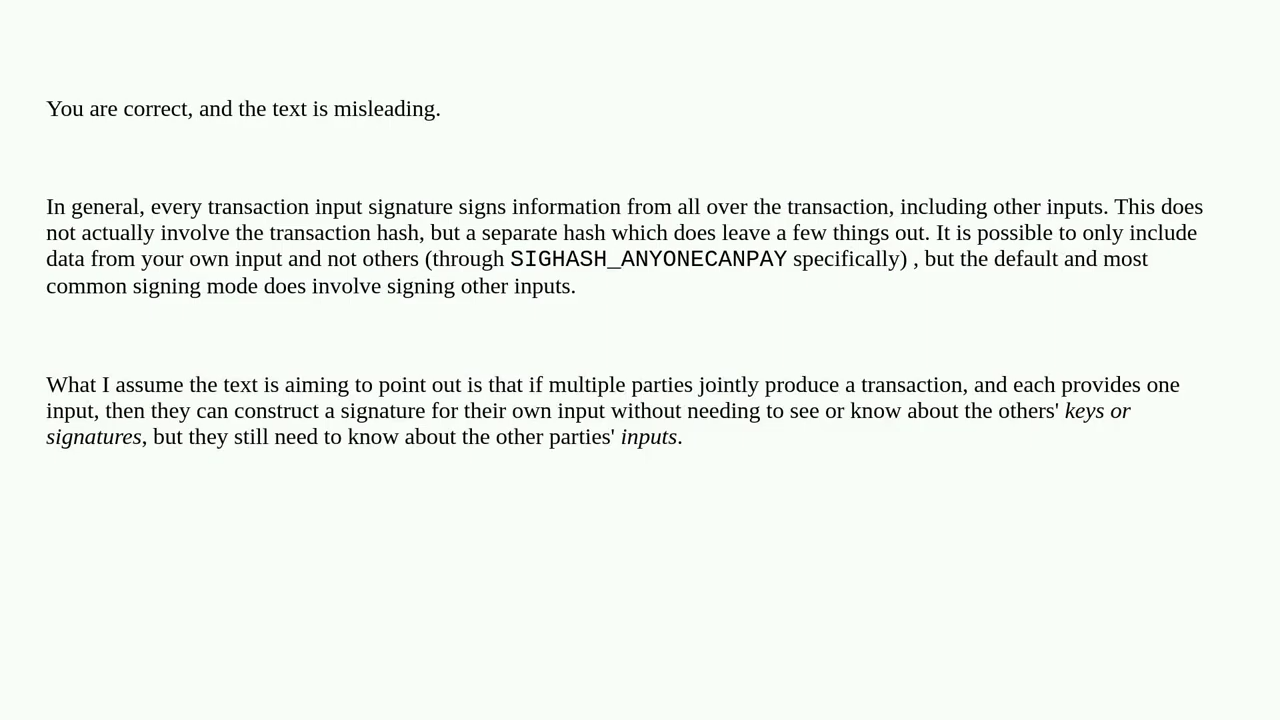 You are correct, and the text is misleading.
In general, every transaction input signature signs information from all over the transaction, including other inputs. This does
not actually involve the transaction hash, but a separate hash which does leave a few things out. It is possible to only include
data from your own input and not others (through SIGHASH_ANYONECANPAY specifically) , but the default and most
common signing mode does involve signing other inputs.
What I assume the text is aiming to point out is that if multiple parties jointly produce a transaction, and each provides one
input, then they can construct a signature for their own input without needing to see or know about the others' keys or
signatures, but they still need to know about the other parties' inputs.